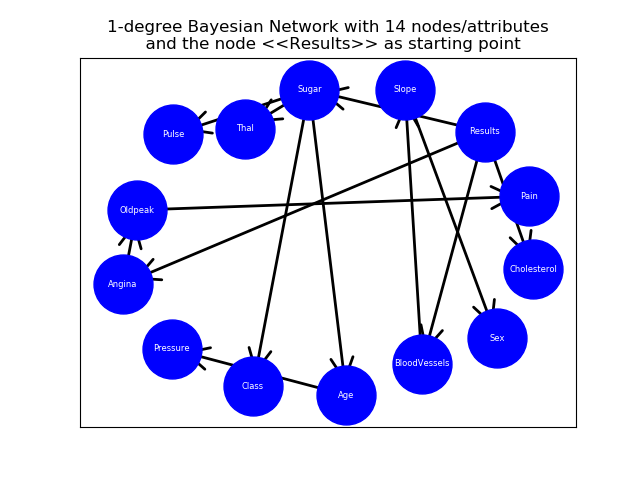 1-degree Bayesian Network with 14 nodes/attributes
and the node <<Results>> as starting point
Sugar
Slope
Pulse
Thal
Results
Pain
Oldpeak
Cholesterol
Angina
Sex
Pressure
BloodVessels
Class
Age